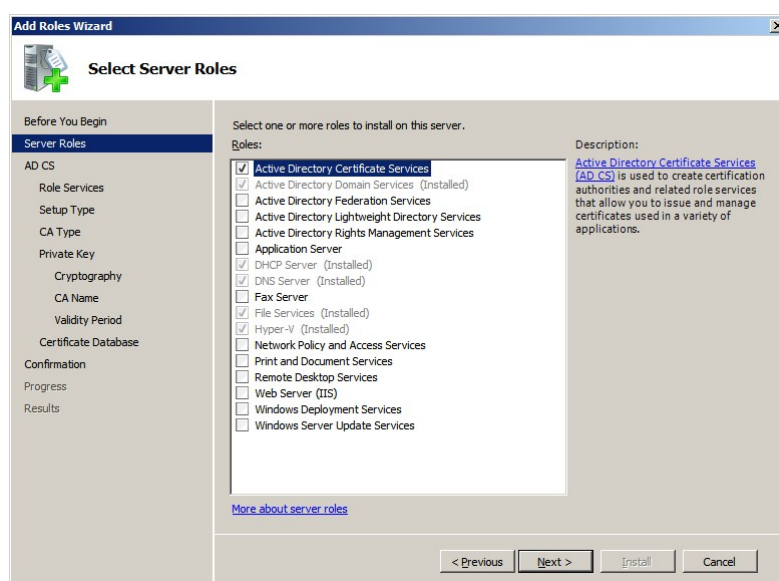 Add Roles Wizard
Select Server Roles
Before You Begin
Server Roles
AD CS
Role Services
Setup Type
CA Type
Private Key
Cryptography
CA Name
Validity Period
Certificate Database
Confirmation
Progress
Results
Select one or more roles to install on this server.
Roles:
Active Directory Certificate Services
Active Directory Domain Services (Installed)
Active Directory Federation Services
Active Directory Lightweight Directory Services
Active Directory Rights Management Services
Application Server
DHCP Server (Installed)
DNS Server (Installed)
Fax Server
File Services (Installed)
Hyper-V (Installed)
Network Policy and Access Services
Print and Document Services
Remote Desktop Services
Web Server (IIS)
Windows Deployment Services
Windows Server Update Services
More about server roles
Description:
Active Directory Certificate Services
(AD CS) is used to create certification
authorities and related role services
that allow you to issue and manage
certificates used in a variety of
applications.
< Previous
Next >
Install
Cancel